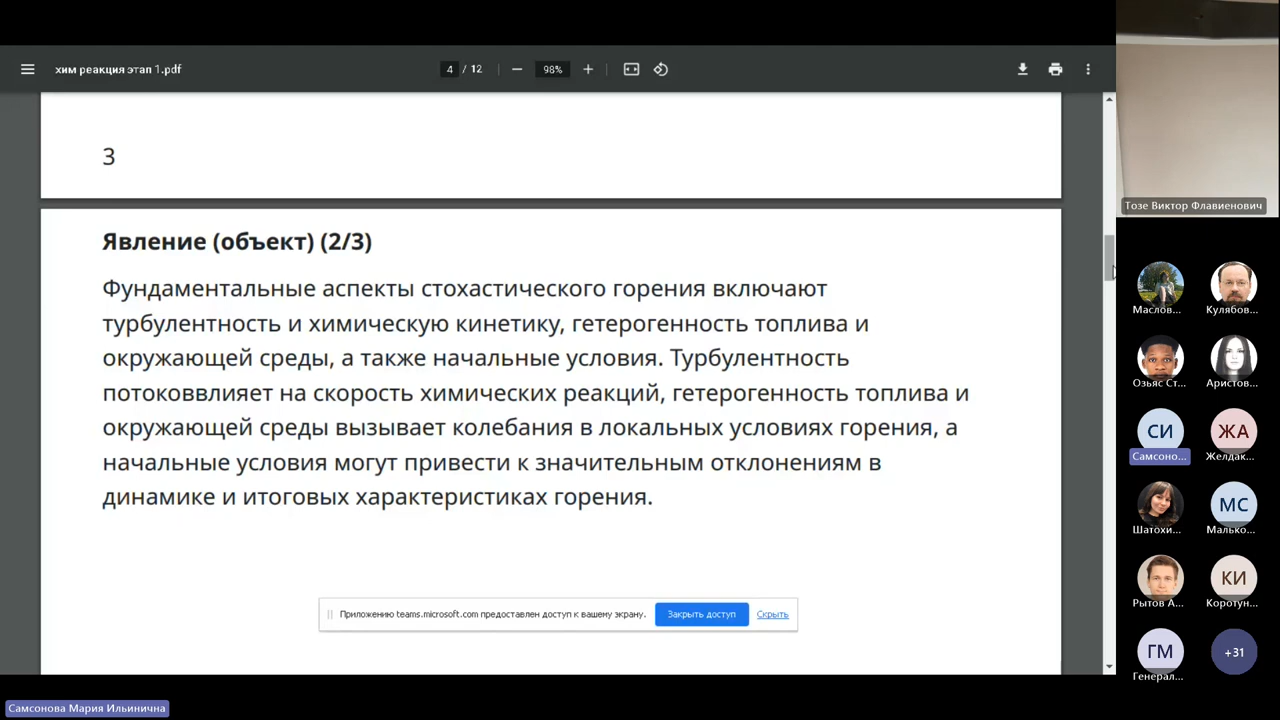 хим реакция этап 1.pdf
4 / 12
98%
3
Явление (объект) (2/3)
Фундаментальные аспекты стохастического горения включают
турбулентность и химическую кинетику, гетерогенность топлива и
окружающей среды, а также начальные условия. Турбулентность
потоковвлияет на скорость химических реакций, гетерогенность топлива и
окружающей среды вызывает колебания в локальных условиях горения, а
начальные условия могут привести к значительным отклонениям в
динамике и итоговых характеристиках горения.
Приложению teams.microsoft.com предоставлен доступ к вашему экрану.
Закрыть доступ
Скрыть
Тозе Виктор Флавиенович
Маслов...
Кулябов...
Озьяс Ст...
Аристов...
СИ
Самсоно...
ЖА
Желдак...
Шатохи...
МС
Малько...
Рытов А...
КИ
Коротун...
ГМ
Генерал...
+31
Самсонова Мария Ильинична